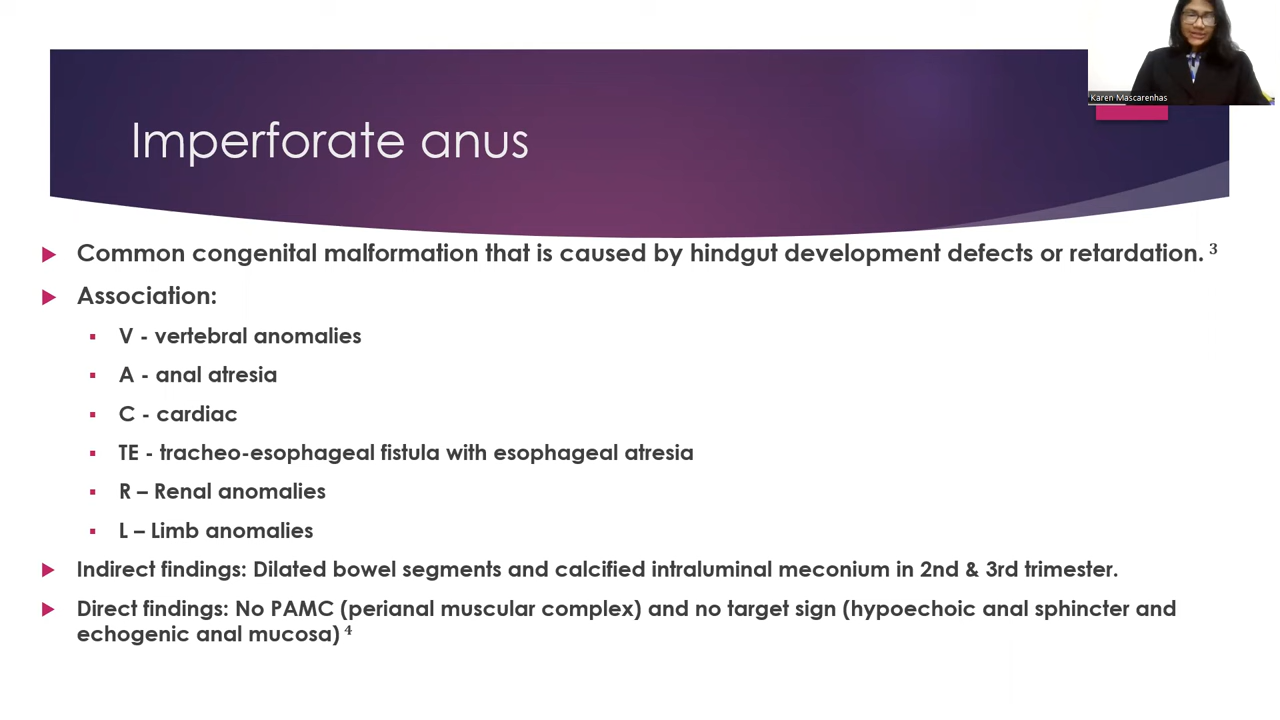 Karen Mascarenhas
Imperforate anus
Common congenital malformation that is caused by hindgut development defects or retardation. ³
Association:
V - vertebral anomalies
A - anal atresia
C - cardiac
TE - tracheo-esophageal fistula with esophageal atresia
R – Renal anomalies
L – Limb anomalies
Indirect findings: Dilated bowel segments and calcified intraluminal meconium in 2nd & 3rd trimester.
Direct findings: No PAMC (perianal muscular complex) and no target sign (hypoechoic anal sphincter and
echogenic anal mucosa) ⁴